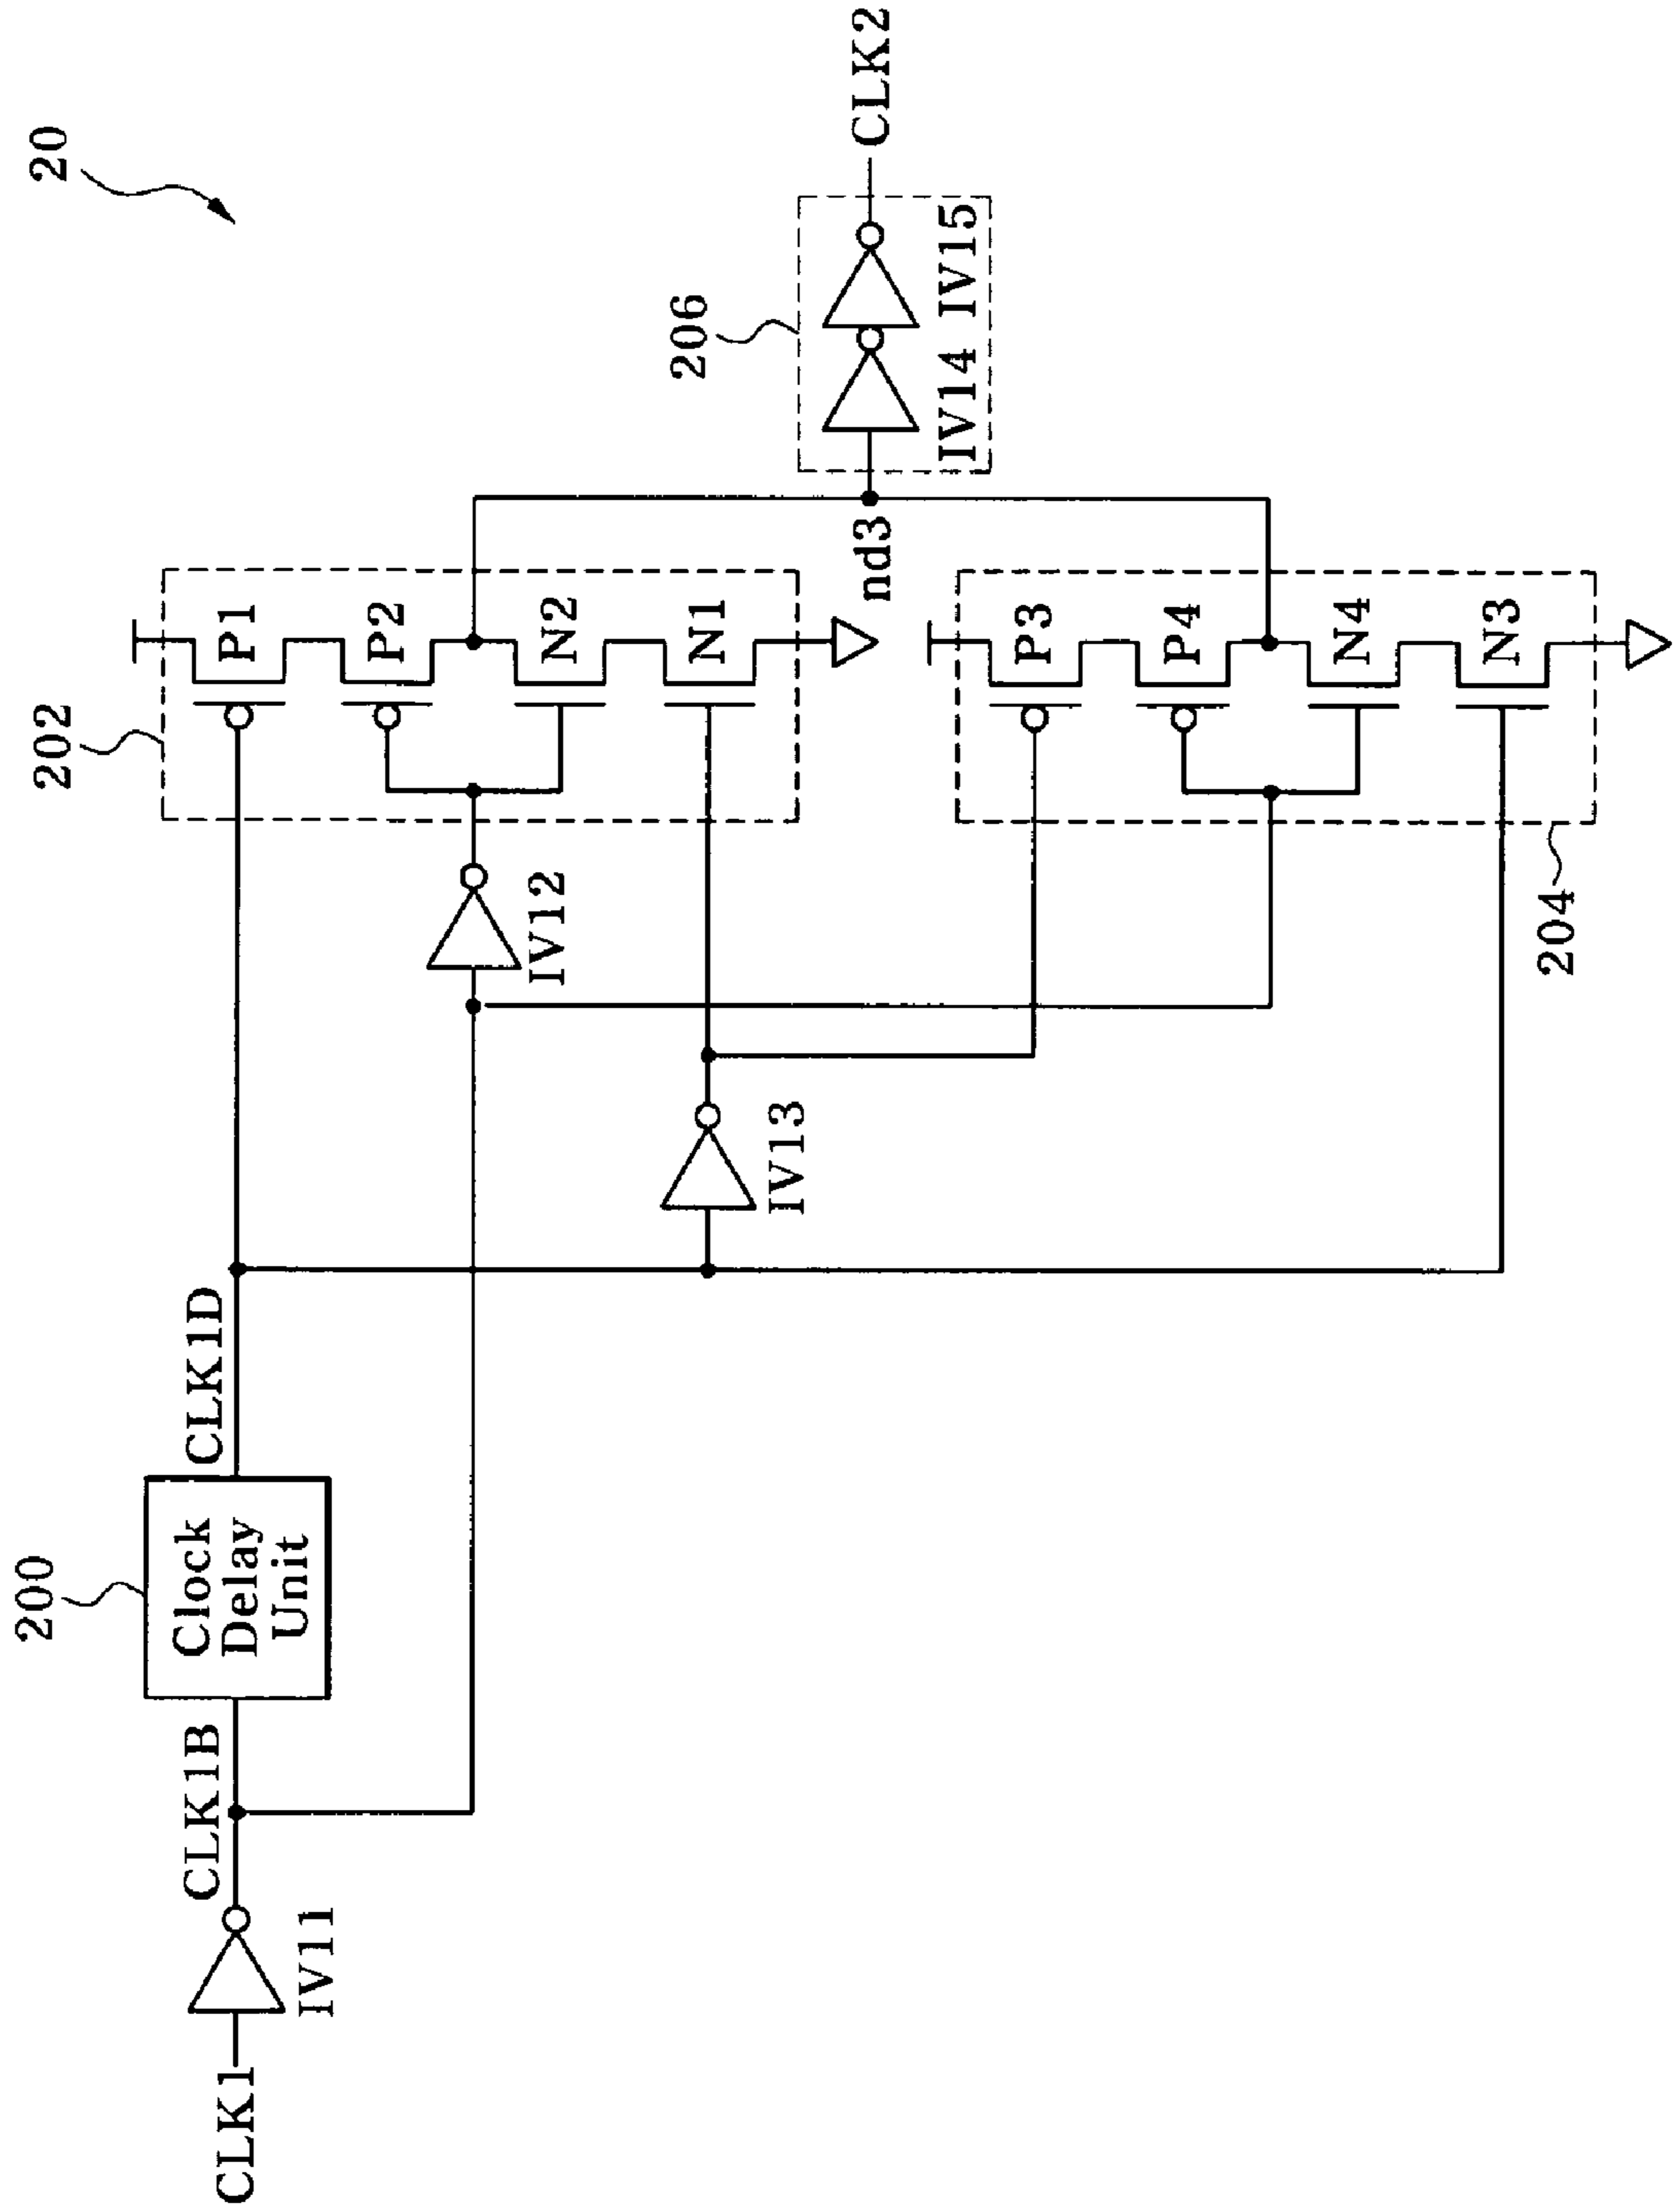 20
CLK1
IV11
CLK1B
200
Clock
Delay
Unit
CLK1D
IV13
IV12
202
P1
P2
N2
N1
204
P3
P4
N4
N3
nd3
206
IV14 IV15
CLK2